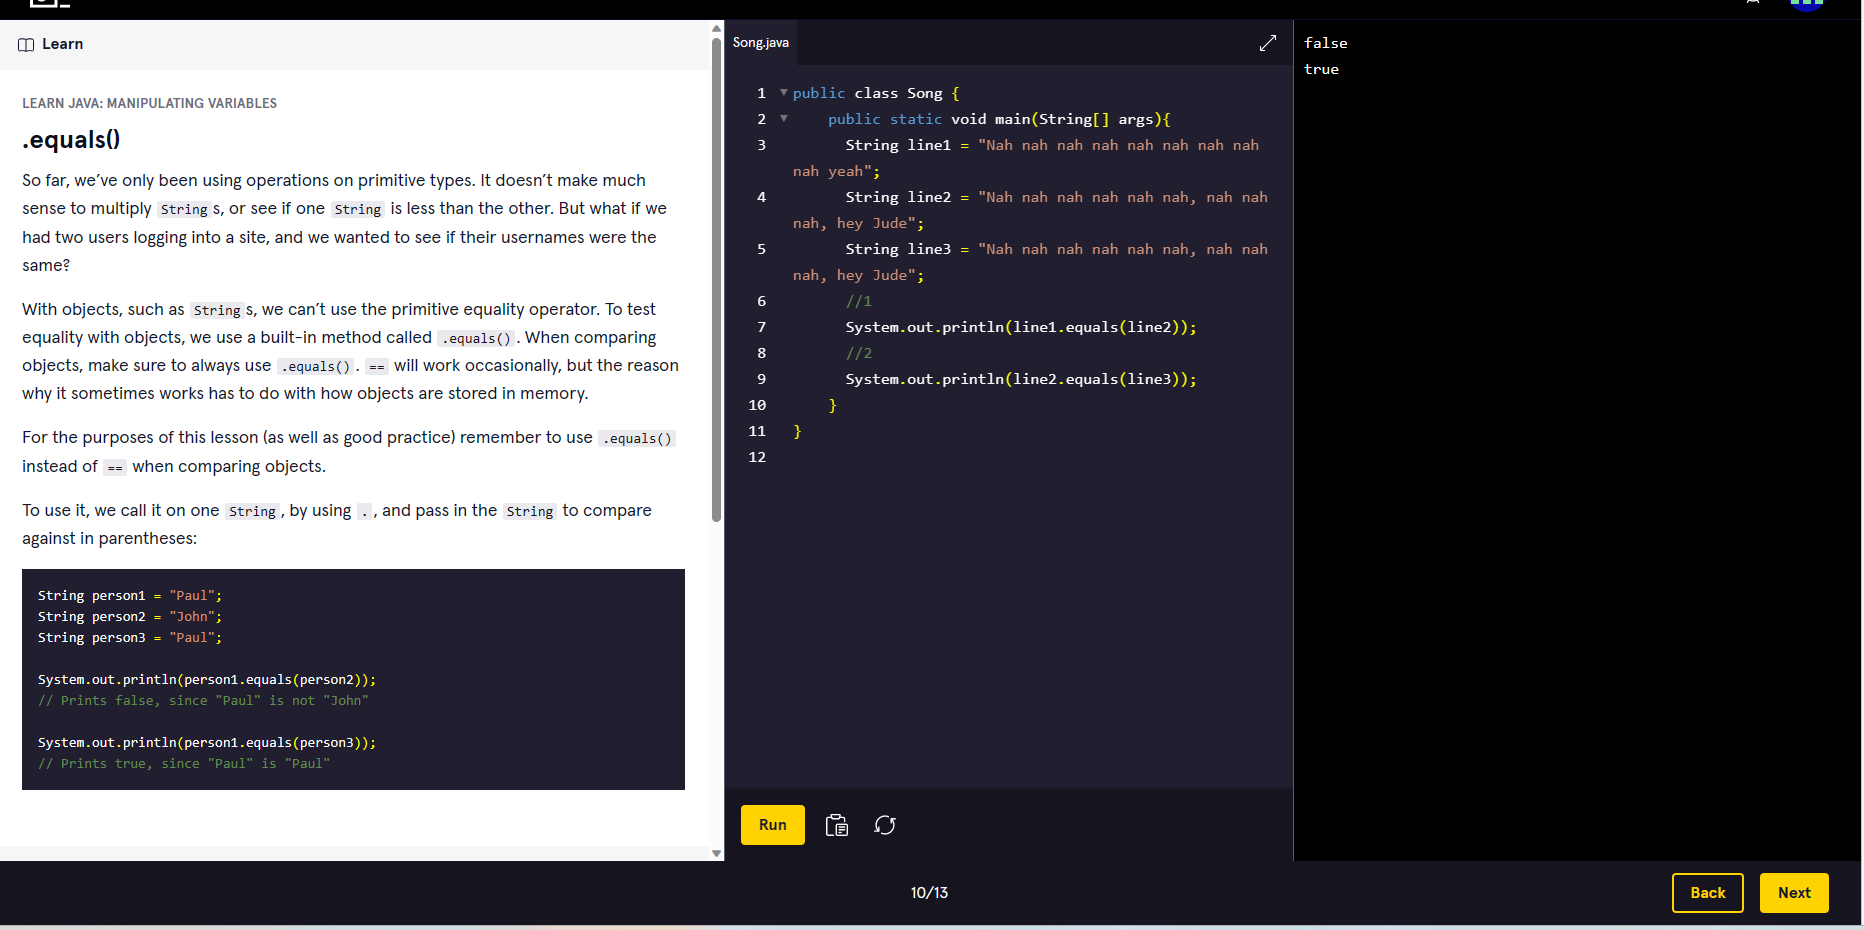 Learn
LEARN JAVA: MANIPULATING VARIABLES
.equals()
So far, we’ve only been using operations on primitive types. It doesn’t make much
sense to multiply Strings, or see if one String is less than the other. But what if we
had two users logging into a site, and we wanted to see if their usernames were the
same?
With objects, such as Strings, we can’t use the primitive equality operator. To test
equality with objects, we use a built-in method called .equals(). When comparing
objects, make sure to always use .equals(). == will work occasionally, but the reason
why it sometimes works has to do with how objects are stored in memory.
For the purposes of this lesson (as well as good practice) remember to use .equals()
instead of == when comparing objects.
To use it, we call it on one String, by using ., and pass in the String to compare
against in parentheses:
String person1 = "Paul";
String person2 = "John";
String person3 = "Paul";
System.out.println(person1.equals(person2));
// Prints false, since "Paul" is not "John"
System.out.println(person1.equals(person3));
// Prints true, since "Paul" is "Paul"
Song.java
1 public class Song {
2 public static void main(String[] args){
3 String line1 = "Nah nah nah nah nah nah nah nah
nah yeah";
4 String line2 = "Nah nah nah nah nah nah, nah nah
nah, hey Jude";
5 String line3 = "Nah nah nah nah nah nah, nah nah
nah, hey Jude";
6 //1
7 System.out.println(line1.equals(line2));
8 //2
9 System.out.println(line2.equals(line3));
10 }
11 }
12
Run
false
true
10/13
Back
Next